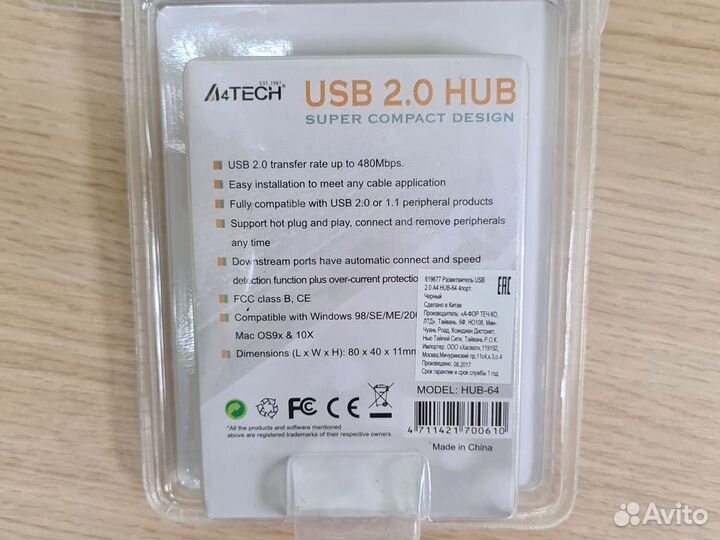 EST. 1987
A4TECH®
USB 2.0 HUB
SUPER COMPACT DESIGN
USB 2.0 transfer rate up to 480Mbps.
Easy installation to meet any cable application
Fully compatible with USB 2.0 or 1.1 peripheral products
Support hot plug and play, connect and remove peripherals
any time
Downstream ports have automatic connect and speed
detection function plus over-current protectio
FCC class B, CE
Compatible with Windows 98/SE/ME/200
Mac OS9x & 10X
Dimensions (L x W x H): 80 x 40 x 11mm
619677 Разветвитель USB
2.0 A4 HUB-64 4порт.
Черный
Сделано в Китае
EAC
Производитель: «А-ФОР ТЕЧ КО,
ЛТД», Тайвань, 6Ф, НО108, Мин-
Чуань Роад, Ксиндиан Дистрикт,
Нью Тайпей Сити, Тайвань Р.О.К.
Импортер: ООО «Хаскел»,119192,
Москва,Мичуринский пр,11с4,к.3,о.4
Произведено: 08.2017
Срок гарантии и срок службы 1 год
MODEL: HUB-64
FC CE
4 711421 700610
*All the products and software mentioned
above are registered trademarks of their respective owners.
Made in China
Avito